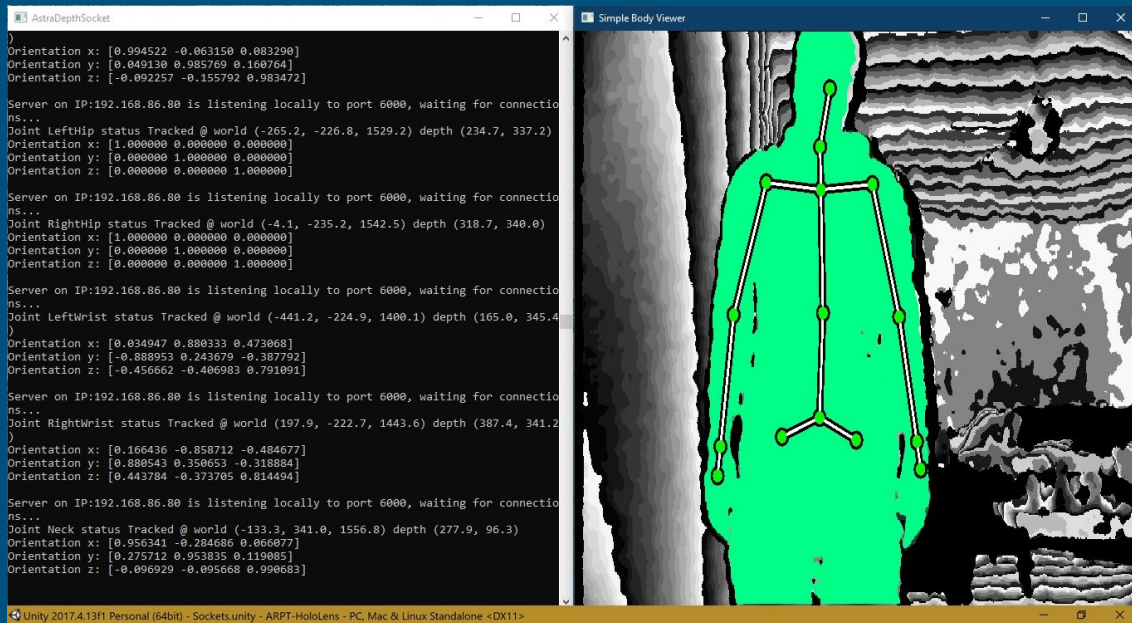 AstraDepthSocket
)
Orientation x: [0.994522 -0.063150 0.083290]
Orientation y: [0.049130 0.985769 0.160764]
Orientation z: [-0.092257 -0.155792 0.983472]
Server on IP:192.168.86.80 is listening locally to port 6000, waiting for connectio
ns...
Joint LeftHip status Tracked @ world (-265.2, -226.8, 1529.2) depth (234.7, 337.2)
Orientation x: [1.000000 0.000000 0.000000]
Orientation y: [0.000000 1.000000 0.000000]
Orientation z: [0.000000 0.000000 1.000000]
Server on IP:192.168.86.80 is listening locally to port 6000, waiting for connectio
ns...
Joint RightHip status Tracked @ world (-4.1, -235.2, 1542.5) depth (318.7, 340.0)
Orientation x: [1.000000 0.000000 0.000000]
Orientation y: [0.000000 1.000000 0.000000]
Orientation z: [0.000000 0.000000 1.000000]
Server on IP:192.168.86.80 is listening locally to port 6000, waiting for connectio
ns...
Joint LeftWrist status Tracked @ world (-441.2, -224.9, 1400.1) depth (165.0, 345.4
)
Orientation x: [0.034947 0.880333 0.473068]
Orientation y: [-0.888953 0.243679 -0.387792]
Orientation z: [-0.456662 -0.406983 0.791091]
Server on IP:192.168.86.80 is listening locally to port 6000, waiting for connectio
ns...
Joint RightWrist status Tracked @ world (197.9, -222.7, 1443.6) depth (387.4, 341.2
)
Orientation x: [0.166436 -0.858712 -0.484677]
Orientation y: [0.880543 0.350653 -0.318884]
Orientation z: [0.443784 -0.373705 0.814494]
Server on IP:192.168.86.80 is listening locally to port 6000, waiting for connectio
ns...
Joint Neck status Tracked @ world (-133.3, 341.0, 1556.8) depth (277.9, 96.3)
Orientation x: [0.956341 -0.284686 0.066077]
Orientation y: [0.275712 0.953835 0.119085]
Orientation z: [-0.096929 -0.095668 0.990683]
Simple Body Viewer
Unity 2017.4.13f1 Personal (64bit) - Sockets.unity - ARPT-HoloLens - PC, Mac & Linux Standalone <DX11>